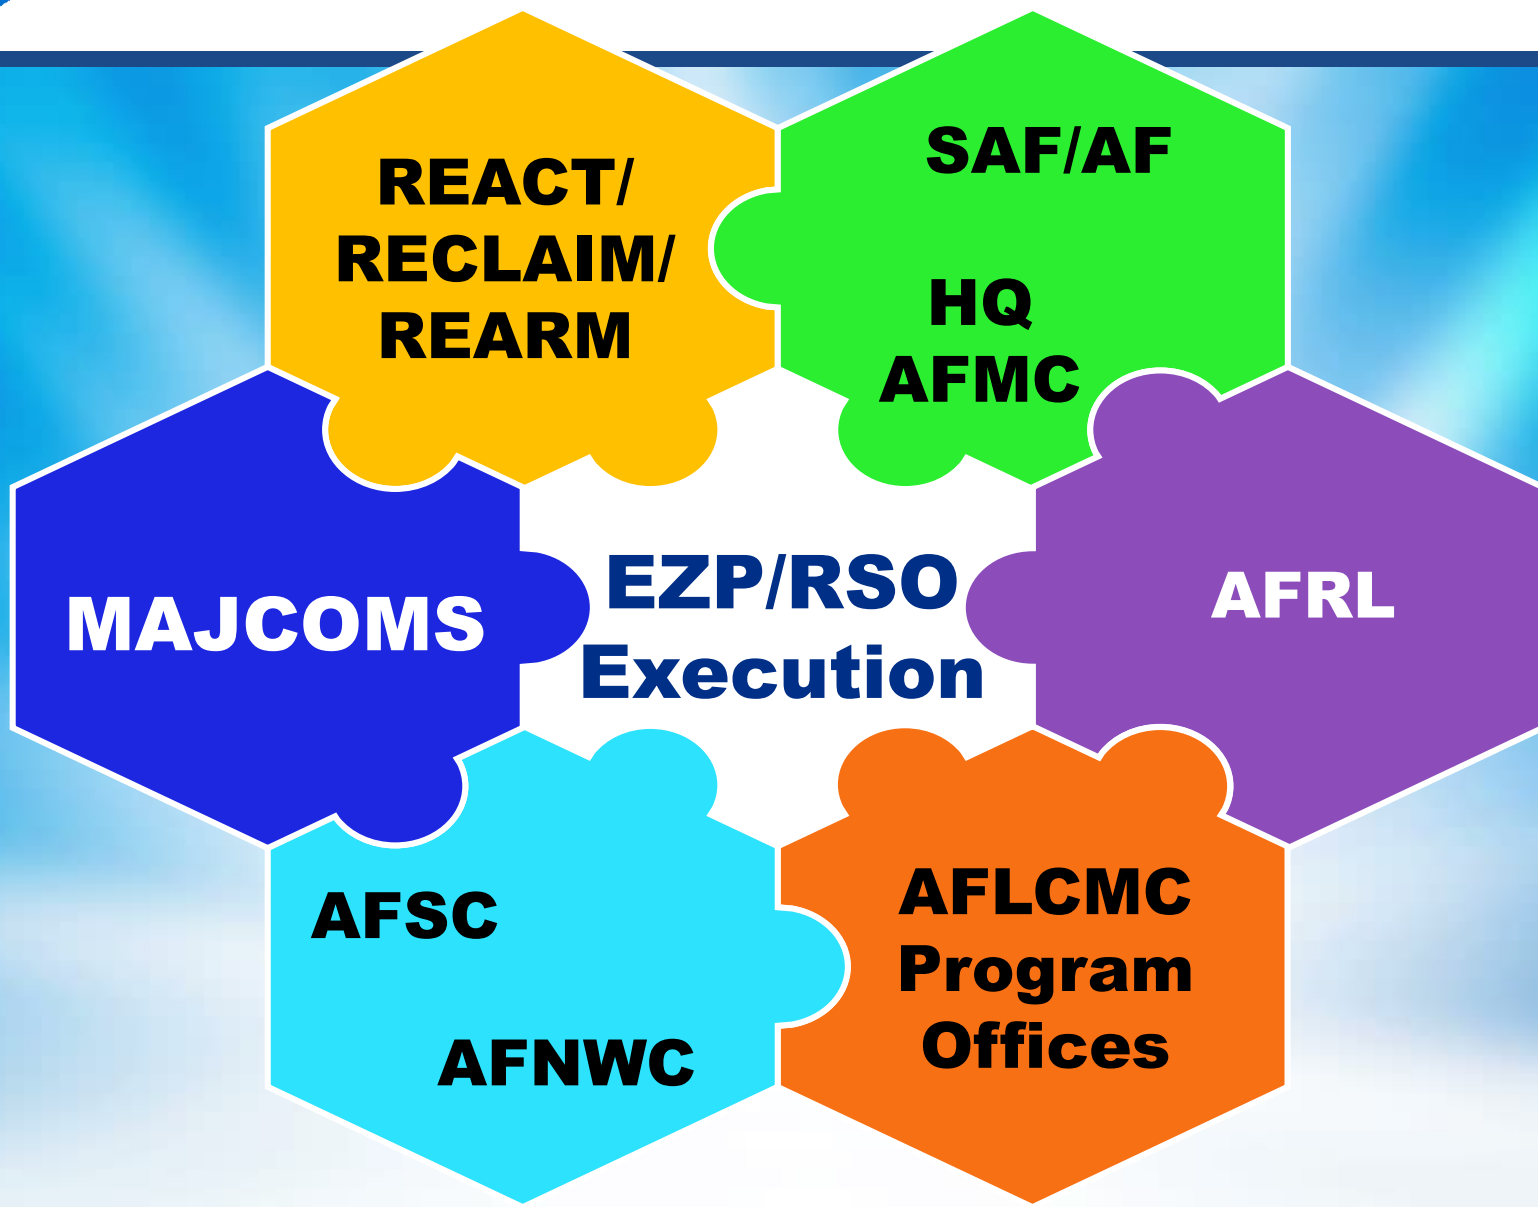 REACT/
RECLAIM/
REARM
SAF/AF
HQ
AFMC
MAJCOMS
EZP/RSO
Execution
AFRL
AFSC
AFNWC
AFLCMC
Program
Offices